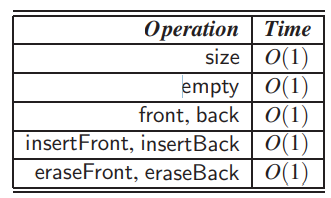 Operation Time
size O(1)
empty O(1)
front, back O(1)
insertFront, insertBack O(1)
eraseFront, eraseBack O(1)